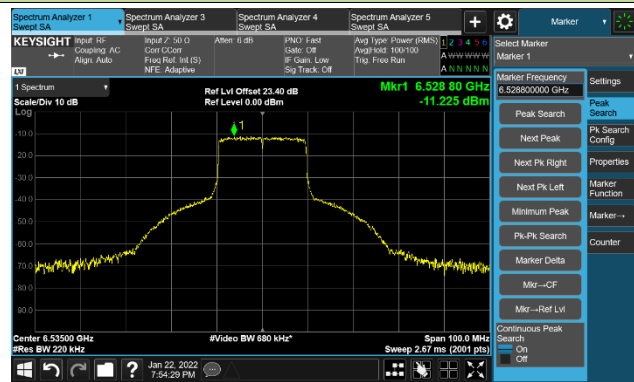 Spectrum Analyzer 1
Swept SA
Spectrum Analyzer 3
Swept SA
Spectrum Analyzer 4
Swept SA
Spectrum Analyzer 5
Swept SA
Marker
KEYSIGHT
Input: RF
Coupling: AC
Align: Auto
Input Z: 50 Ω
Corr CCorr
Freq Ref: Int (S)
NFE: Adaptive
Atten: 6 dB
PNO: Fast
Gate: Off
IF Gain: Low
Sig Track: Off
Avg Type: Power (RMS)
Avg|Hold: 100/100
Trig: Free Run
1 2 3 4 5 6
A W W W W W
A N N N N N
LXI
Select Marker
Marker 1
1 Spectrum
Scale/Div 10 dB
Log
Ref Lvl Offset 23.40 dB
Ref Level 0.00 dBm
Mkr1 6.528 80 GHz
-11.225 dBm
1
-10.0
-20.0
-30.0
-40.0
-50.0
-60.0
-70.0
-80.0
-90.0
Center 6.53500 GHz
#Res BW 220 kHz
#Video BW 680 kHz*
Span 100.0 MHz
Sweep 2.67 ms (2001 pts)
Marker Frequency
6.528800000 GHz
Peak Search
Next Peak
Next Pk Right
Next Pk Left
Minimum Peak
Pk-Pk Search
Marker Delta
Mkr→CF
Mkr→Ref Lvl
Continuous Peak
Search
On
Off
Settings
Peak
Search
Pk Search
Config
Properties
Marker
Function
Marker→
Counter
?
Jan 22, 2022
7:54:29 PM